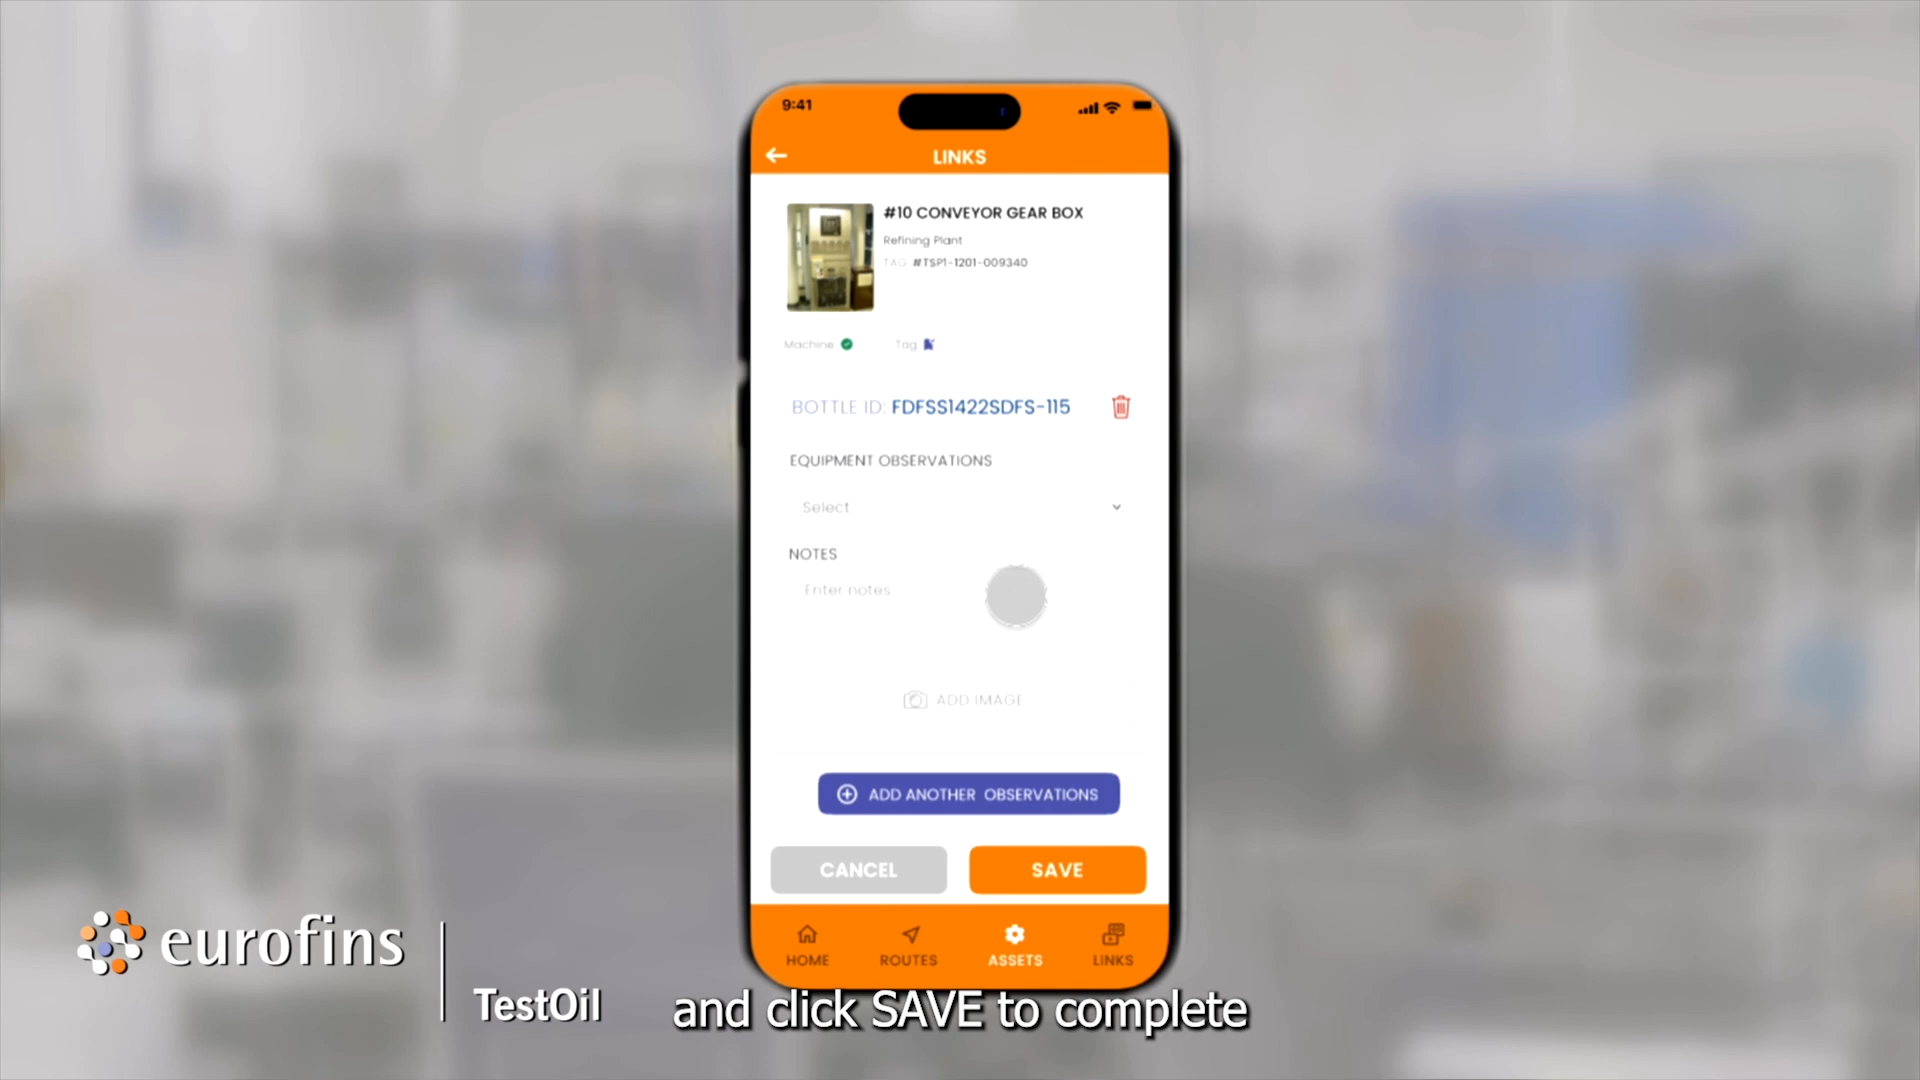 9:41
LINKS
#10 CONVEYOR GEAR BOX
Refining Plant
TAG #TSP1-1201-009340
Machine Tag
BOTTLE ID: FDFSS1422SDFS-115
EQUIPMENT OBSERVATIONS
Select
NOTES
Enter notes
ADD IMAGE
ADD ANOTHER OBSERVATIONS
CANCEL SAVE
HOME ROUTES ASSETS LINKS
eurofins
TestOil
and click SAVE to complete